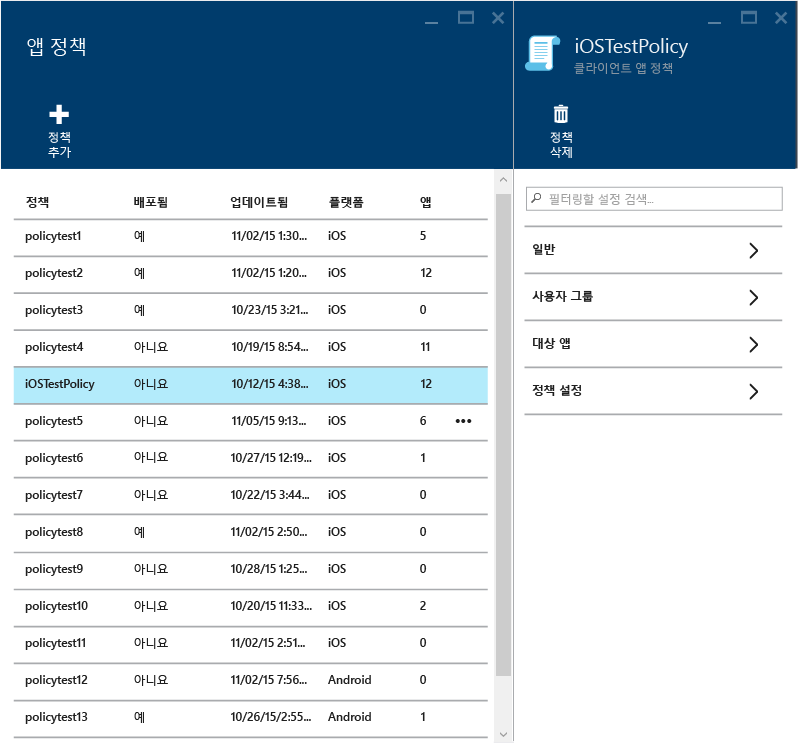 앱 정책
정책
추가
정책 배포됨 업데이트됨 플랫폼 앱
policytest1 예 11/02/15 1:30... iOS 5
policytest2 예 11/02/15 1:20... iOS 12
policytest3 예 10/23/15 3:21... iOS 0
policytest4 아니요 10/19/15 8:54... iOS 11
iOSTestPolicy 아니요 10/12/15 4:38... iOS 12
policytest5 아니요 11/05/15 9:13... iOS 6 •••
policytest6 아니요 10/27/15 12:19... iOS 1
policytest7 아니요 10/22/15 3:44... iOS 0
policytest8 예 11/02/15 2:50... iOS 0
policytest9 아니요 10/28/15 1:25... iOS 0
policytest10 아니요 10/20/15 11:33... iOS 2
policytest11 아니요 11/02/15 2:51... iOS 0
policytest12 아니요 11/02/15 7:56... Android 0
policytest13 예 10/26/15/2:55... Android 1
iOSTestPolicy
클라이언트 앱 정책
정책
삭제
필터링할 설정 검색...
일반
사용자 그룹
대상 앱
정책 설정